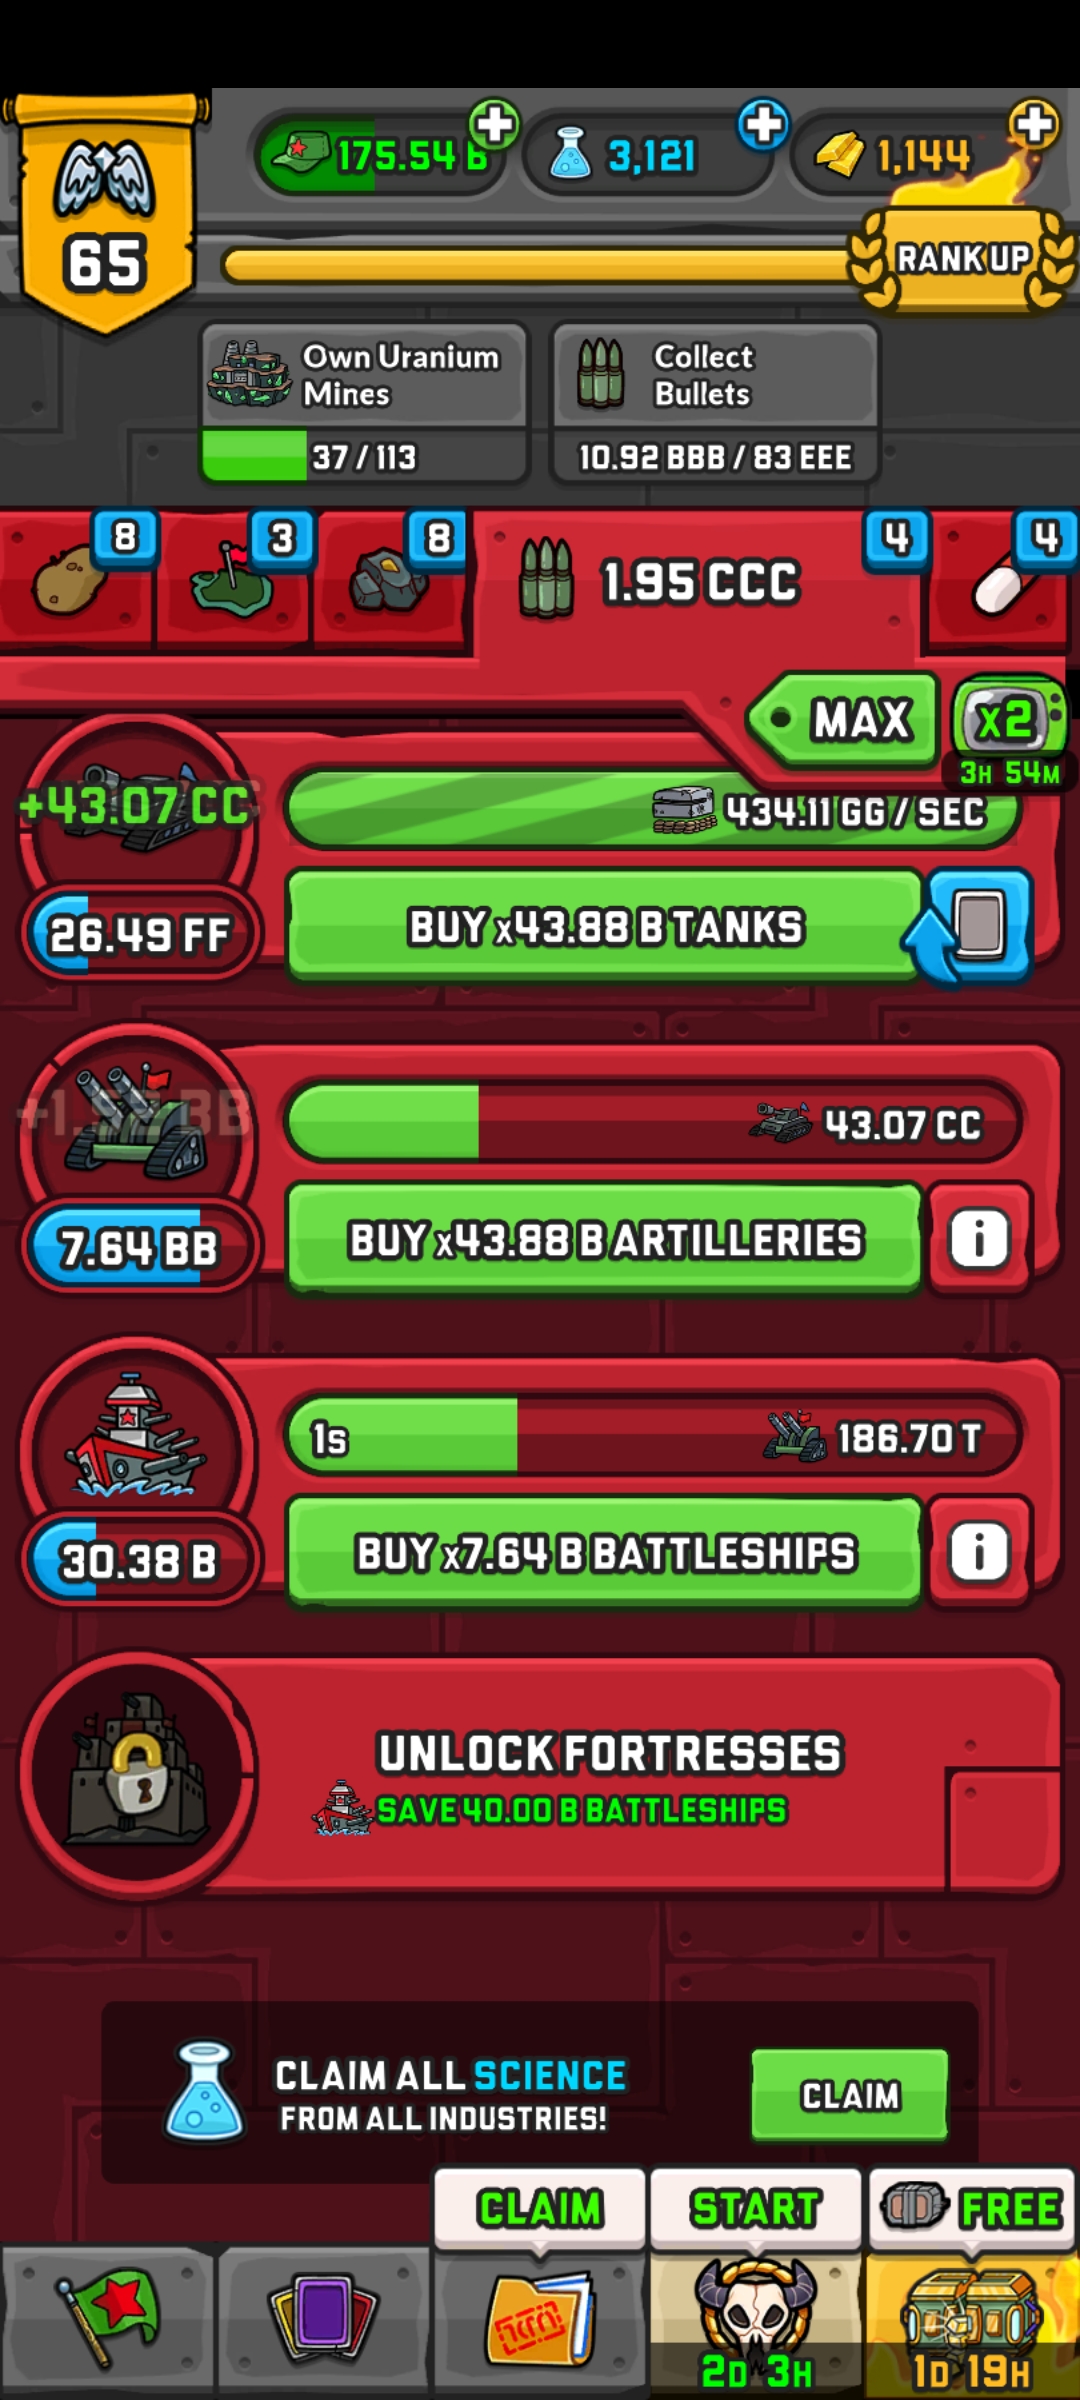 175.54 B
3,121
1,144
65
RANK UP
Own Uranium
Mines
37 / 113
Collect
Bullets
10.92 BBB / 83 EEE
8
3
8
1.95 CCC
4
4
MAX
x2
3H 54M
+43.07 CC
434.11 GG / SEC
26.49 FF
BUY x43.88 B TANKS
43.07 CC
7.64 BB
BUY x43.88 B ARTILLERIES
i
1s
186.70 T
30.38 B
BUY x7.64 B BATTLESHIPS
i
UNLOCK FORTRESSES
SAVE 40.00 B BATTLESHIPS
CLAIM ALL SCIENCE
FROM ALL INDUSTRIES!
CLAIM
CLAIM
START
FREE
2D 3H
1D 19H